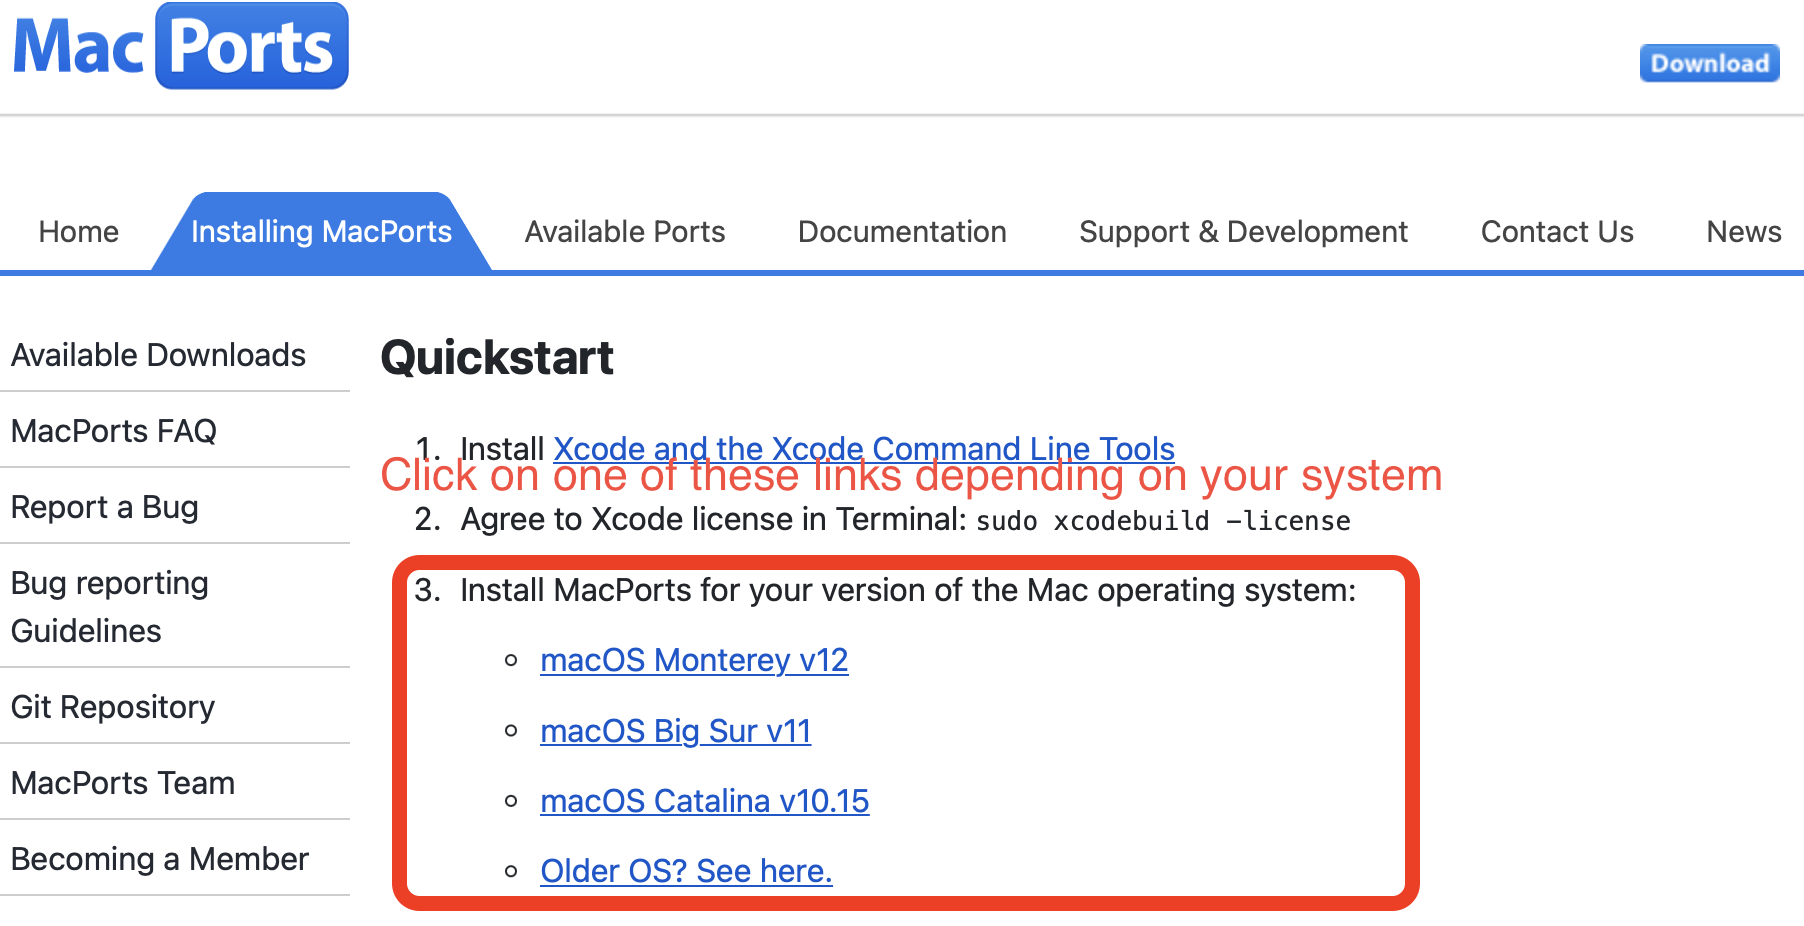 MacPorts
Download
Home Installing MacPorts Available Ports Documentation Support & Development Contact Us News
Available Downloads
MacPorts FAQ
Report a Bug
Bug reporting
Guidelines
Git Repository
MacPorts Team
Becoming a Member
Quickstart
1. Install Xcode and the Xcode Command Line Tools
Click on one of these links depending on your system
2. Agree to Xcode license in Terminal: sudo xcodebuild -license
3. Install MacPorts for your version of the Mac operating system:
macOS Monterey v12
macOS Big Sur v11
macOS Catalina v10.15
Older OS? See here.